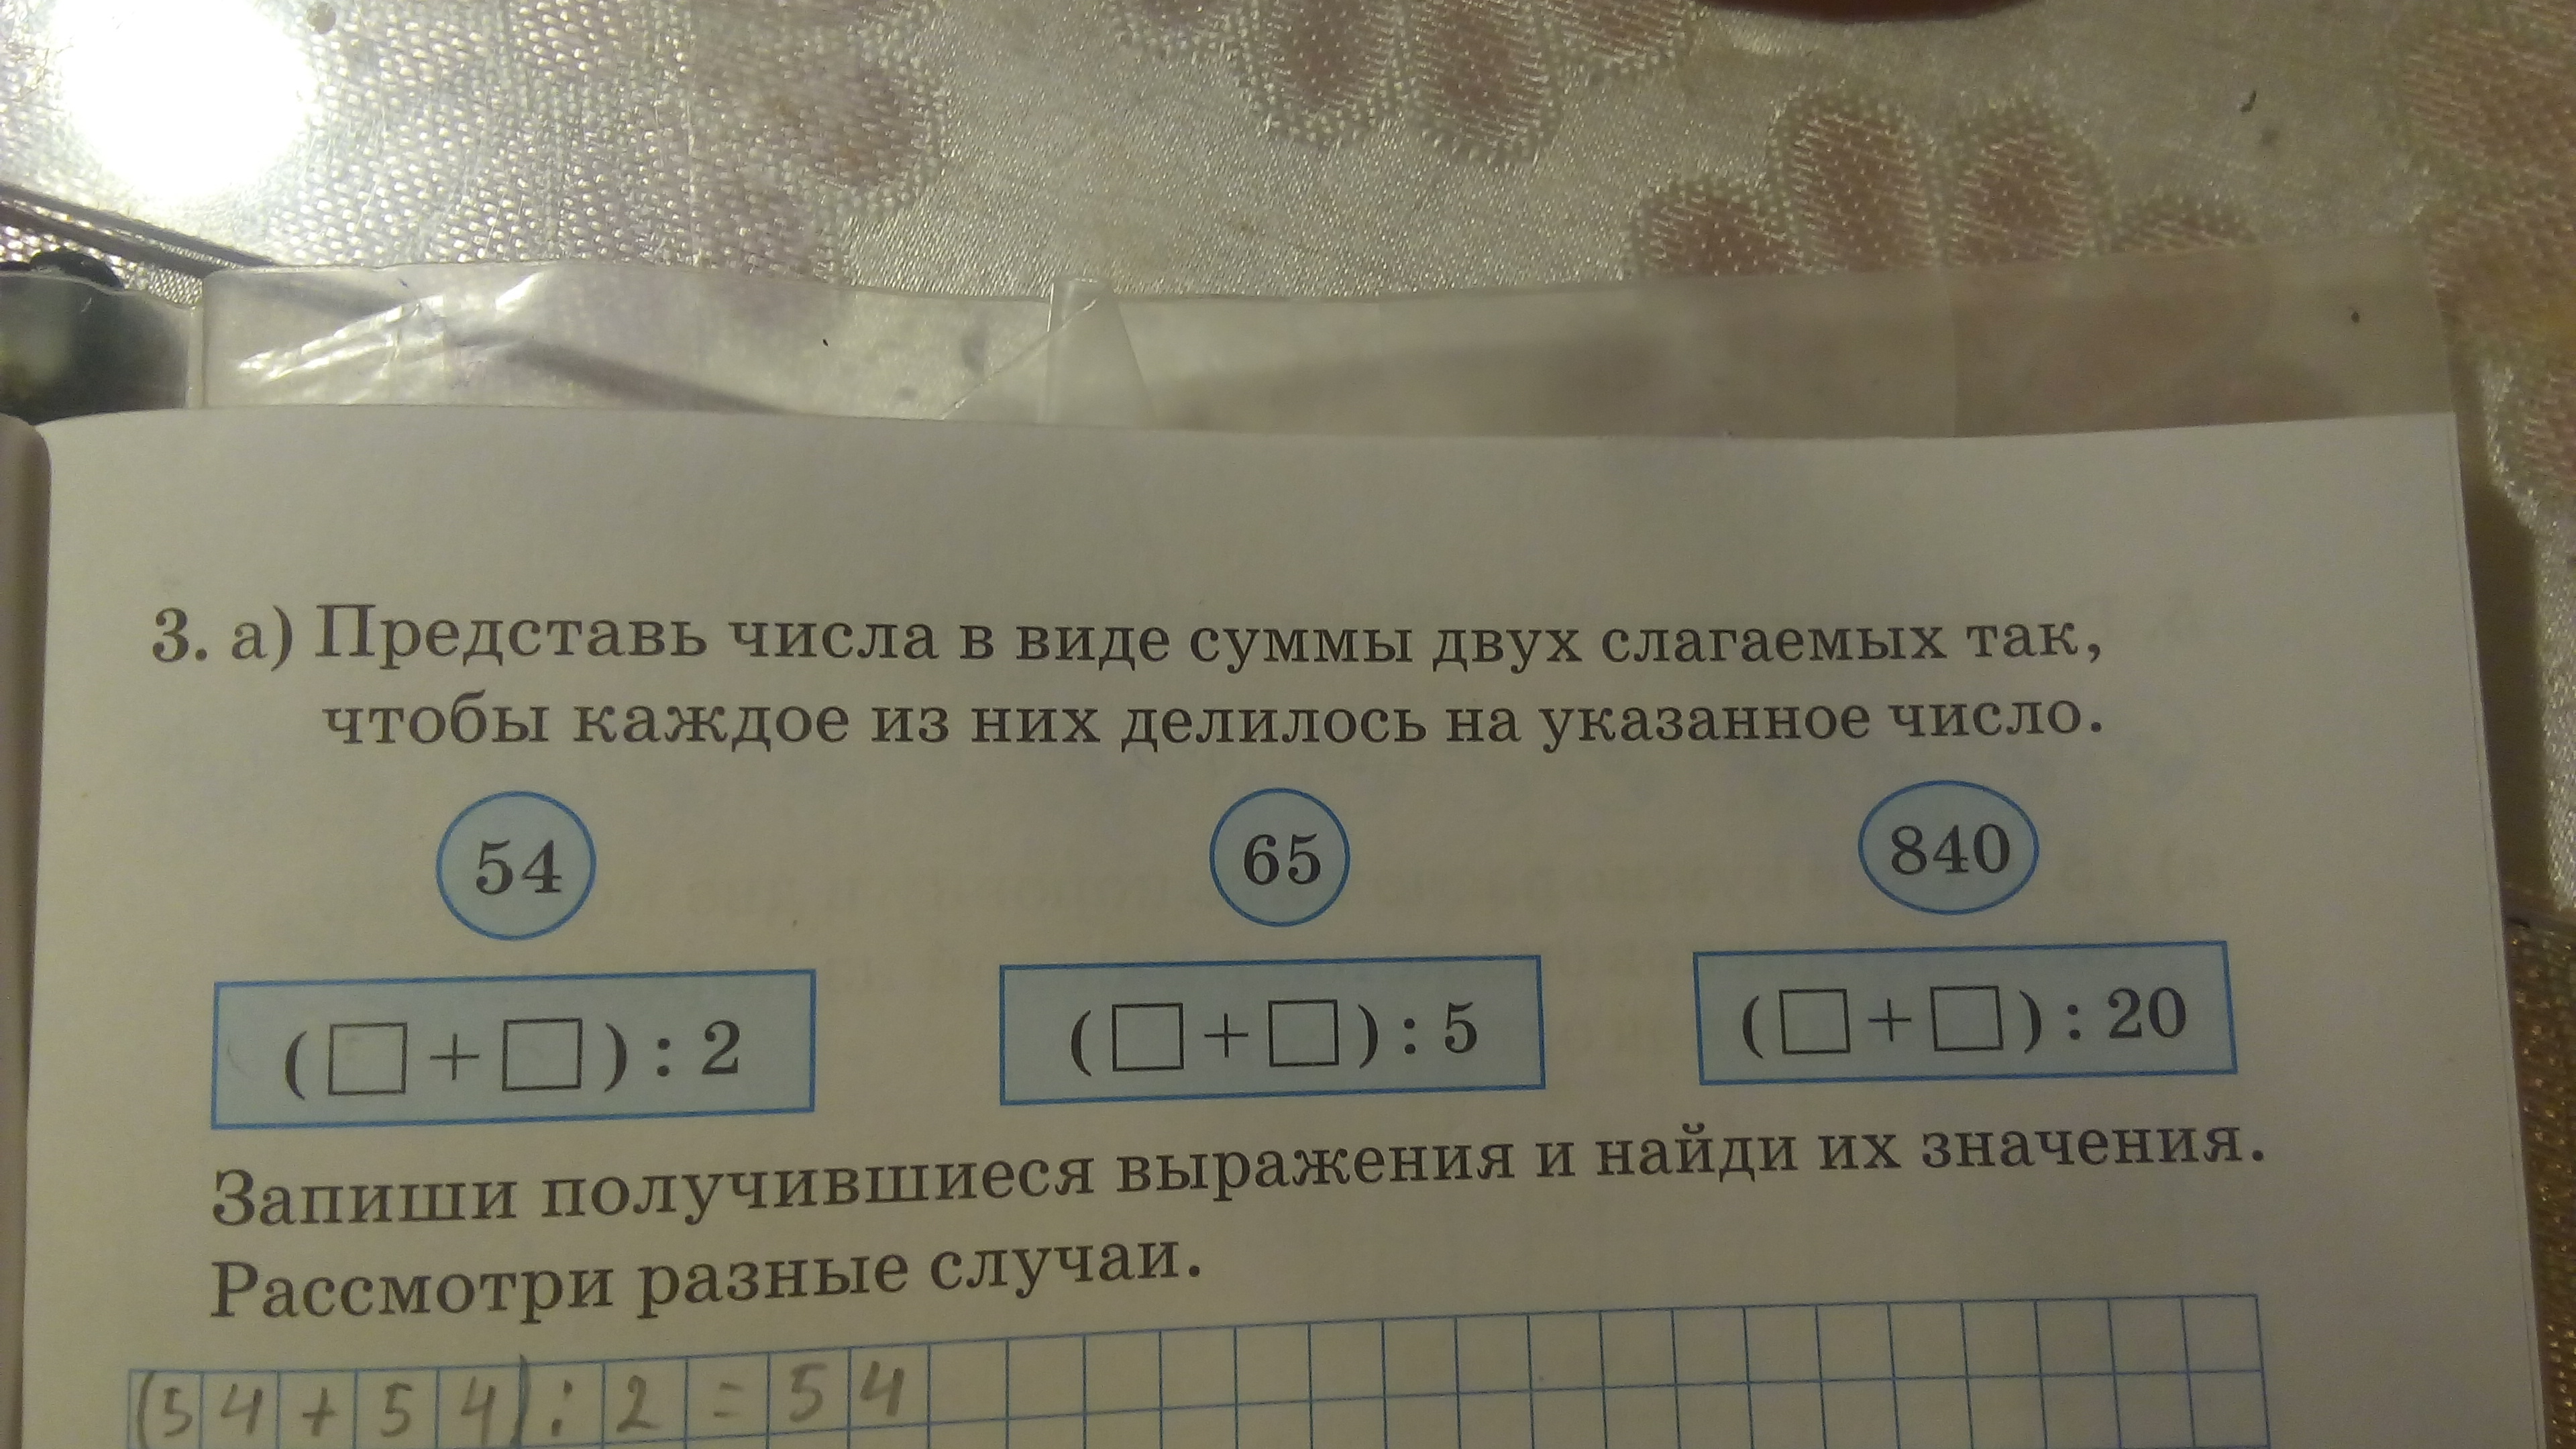 3. а) Представь числа в виде суммы двух слагаемых так,
чтобы каждое из них делилось на указанное число.
54 65 840
(□+□) : 2 (□+□) : 5 (□+□) : 20
Запиши получившиеся выражения и найди их значения.
Рассмотри разные случаи.
(54+54):2=54